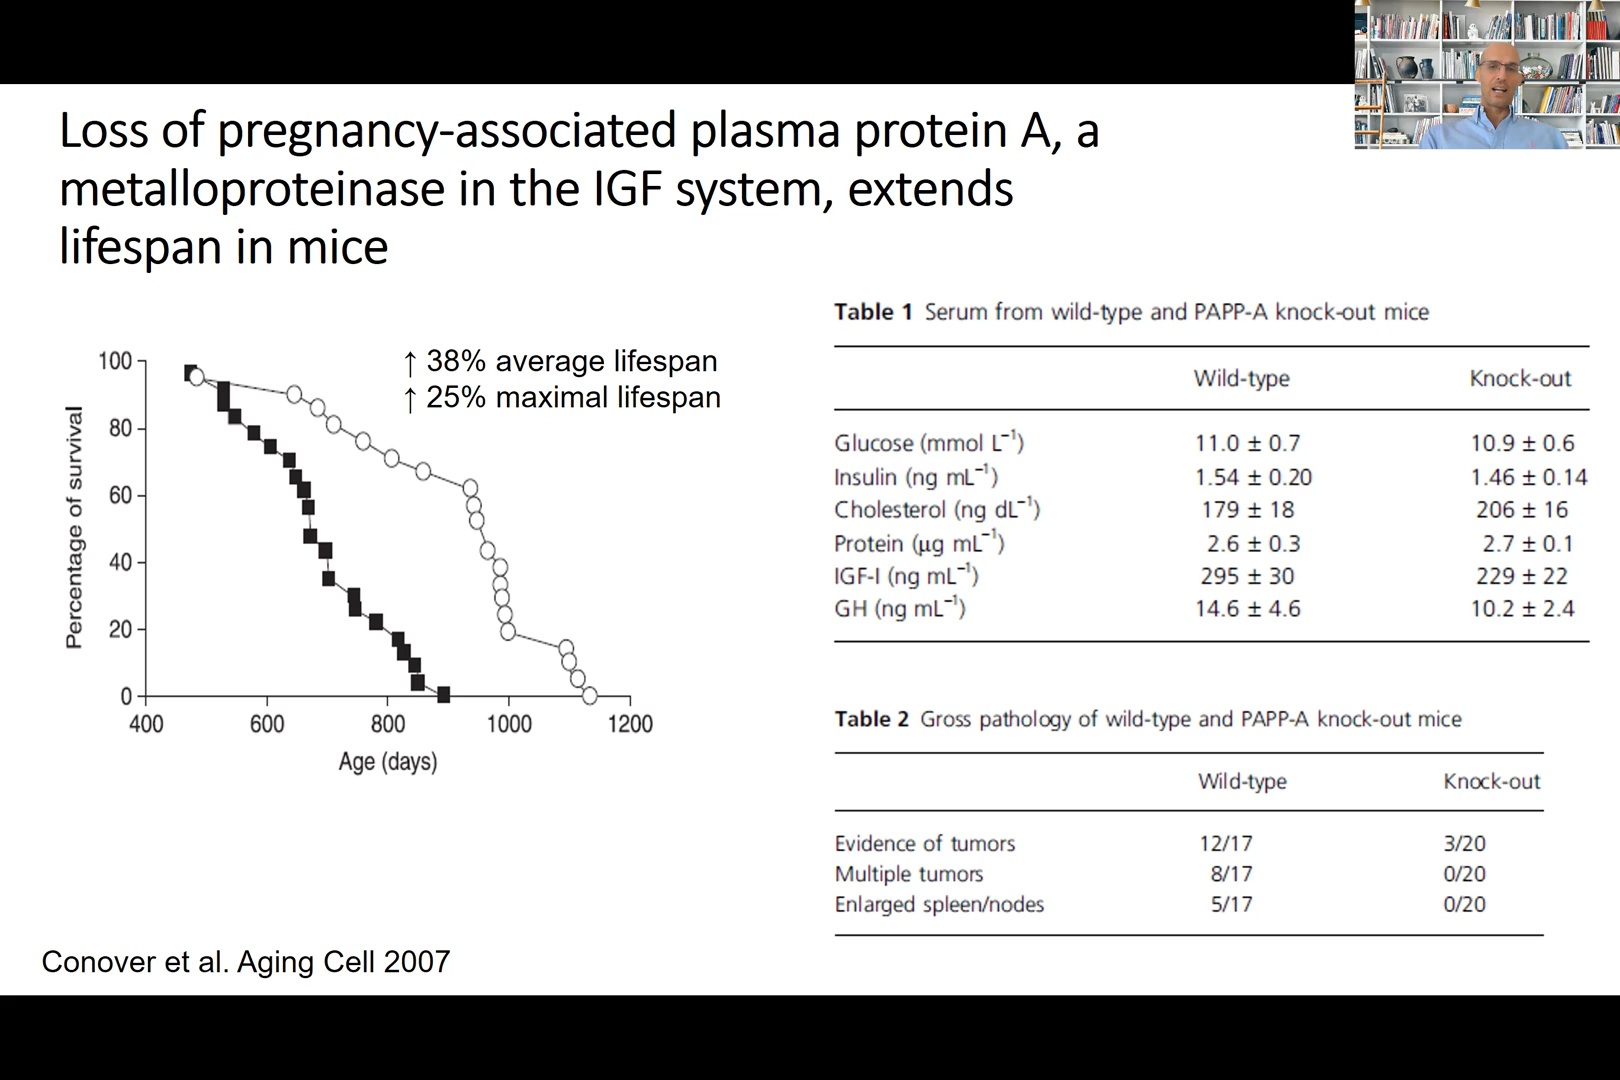 Loss of pregnancy-associated plasma protein A, a
metalloproteinase in the IGF system, extends
lifespan in mice
↑ 38% average lifespan
↑ 25% maximal lifespan
Percentage of survival
100
80
60
40
20
0
400 600 800 1000 1200
Age (days)
Table 1 Serum from wild-type and PAPP-A knock-out mice
Wild-type Knock-out
Glucose (mmol L⁻¹) 11.0 ± 0.7 10.9 ± 0.6
Insulin (ng mL⁻¹) 1.54 ± 0.20 1.46 ± 0.14
Cholesterol (ng dL⁻¹) 179 ± 18 206 ± 16
Protein (μg mL⁻¹) 2.6 ± 0.3 2.7 ± 0.1
IGF-I (ng mL⁻¹) 295 ± 30 229 ± 22
GH (ng mL⁻¹) 14.6 ± 4.6 10.2 ± 2.4
Table 2 Gross pathology of wild-type and PAPP-A knock-out mice
Wild-type Knock-out
Evidence of tumors 12/17 3/20
Multiple tumors 8/17 0/20
Enlarged spleen/nodes 5/17 0/20
Conover et al. Aging Cell 2007